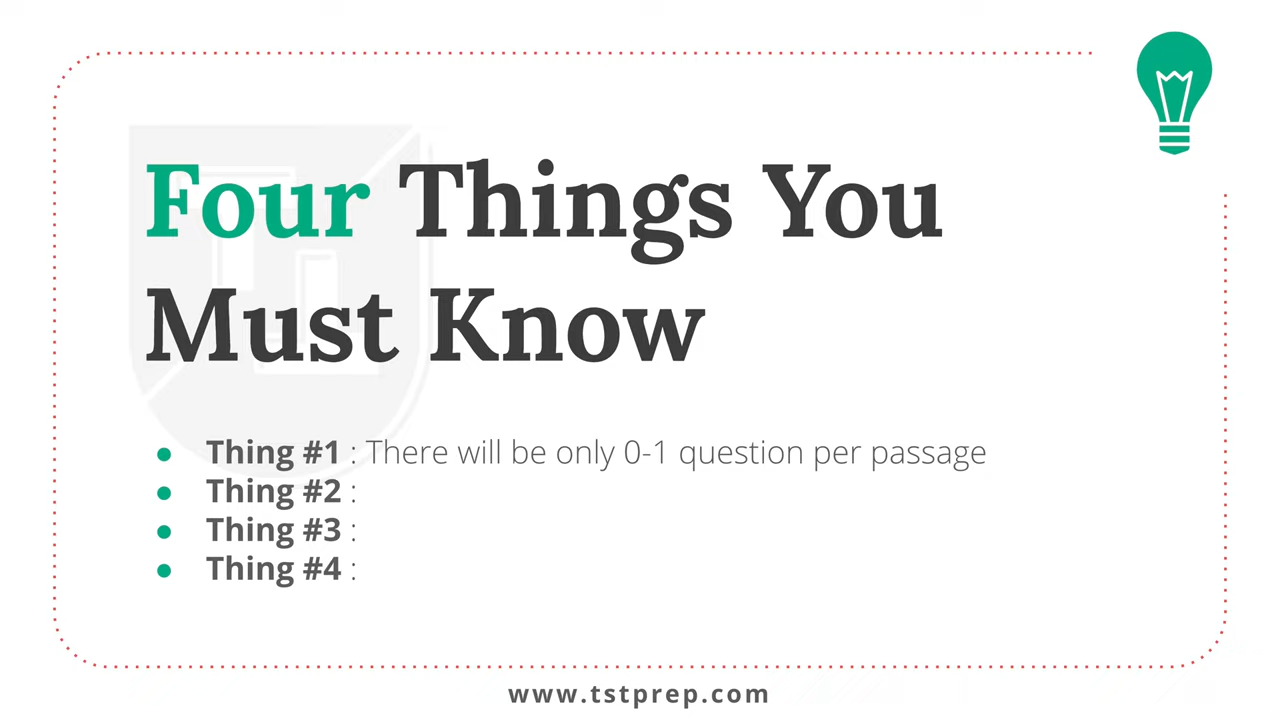 Four Things You
Must Know
● Thing #1 : There will be only 0-1 question per passage
● Thing #2 :
● Thing #3 :
● Thing #4 :
www.tstprep.com